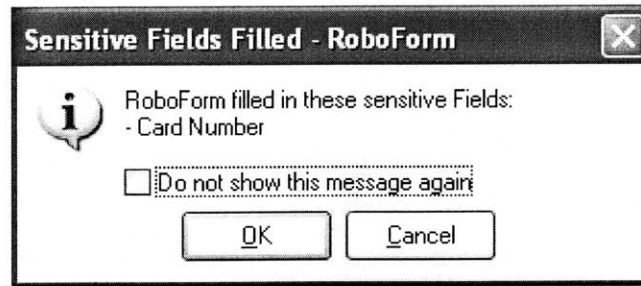 Sensitive Fields Filled - RoboForm
RoboForm filled in these sensitive Fields:
- Card Number
Do not show this message again
OK
Cancel